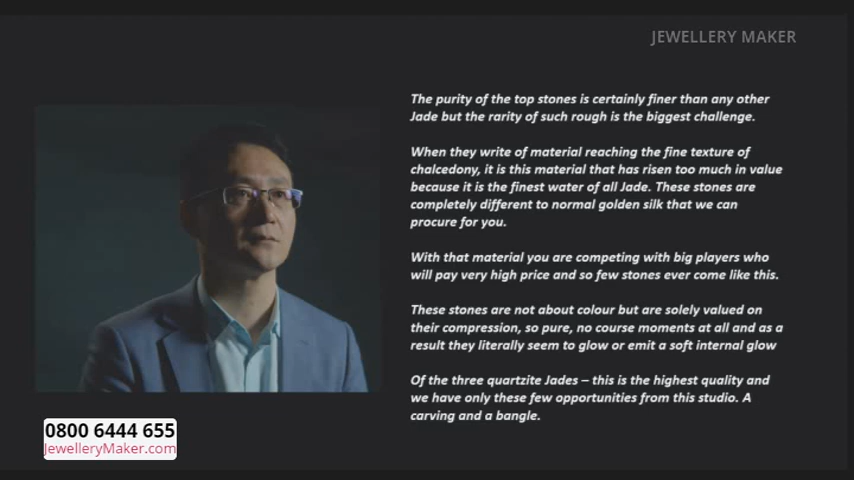 JEWELLERY MAKER
The purity of the top stones is certainly finer than any other
Jade but the rarity of such rough is the biggest challenge.
When they write of material reaching the fine texture of
chalcedony, it is this material that has risen too much in value
because it is the finest water of all Jade. These stones are
completely different to normal golden silk that we can
procure for you.
With that material you are competing with big players who
will pay very high price and so few stones ever come like this.
These stones are not about colour but are solely valued on
their compression, so pure, no course moments at all and as a
result they literally seem to glow or emit a soft internal glow
Of the three quartzite Jades – this is the highest quality and
we have only these few opportunities from this studio. A
carving and a bangle.
0800 6444 655
JewelleryMaker.com